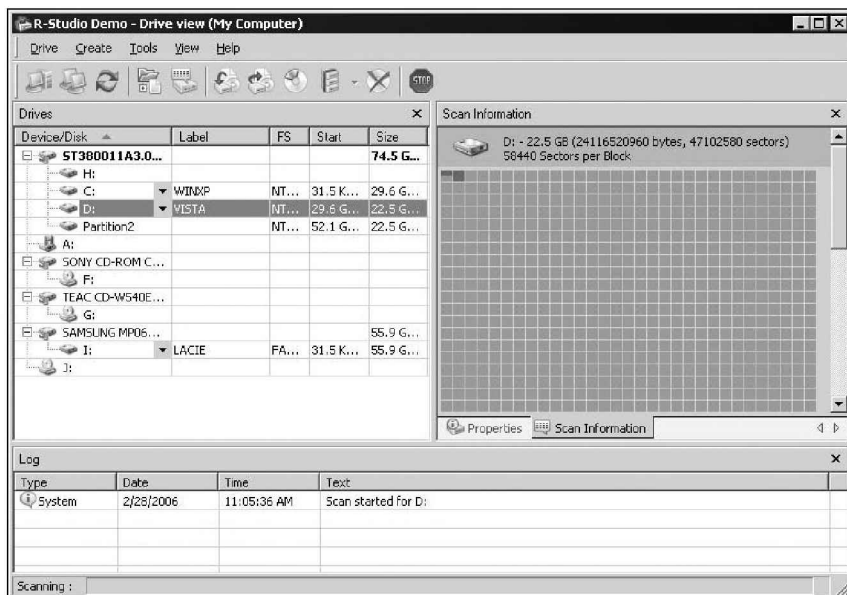 R-Studio Demo - Drive view (My Computer)
Drive Create Tools View Help
STOP
Drives
Device/Disk Label FS Start Size
ST380011A3.0... 74.5 G...
H:
C: WINXP NT... 31.5 K... 29.6 G...
D: VISTA NT... 29.6 G... 22.5 G...
Partition2 NT... 52.1 G... 22.5 G...
A:
SONY CD-ROM C...
F:
TEAC CD-W540E...
G:
SAMSUNG MP06... 55.9 G...
I: LACIE FA... 31.5 K... 55.9 G...
J:
Scan Information
D: - 22.5 GB (24116520960 bytes, 47102580 sectors)
58440 Sectors per Block
Properties Scan Information
Log
Type Date Time Text
System 2/28/2006 11:05:36 AM Scan started for D:
Scanning :